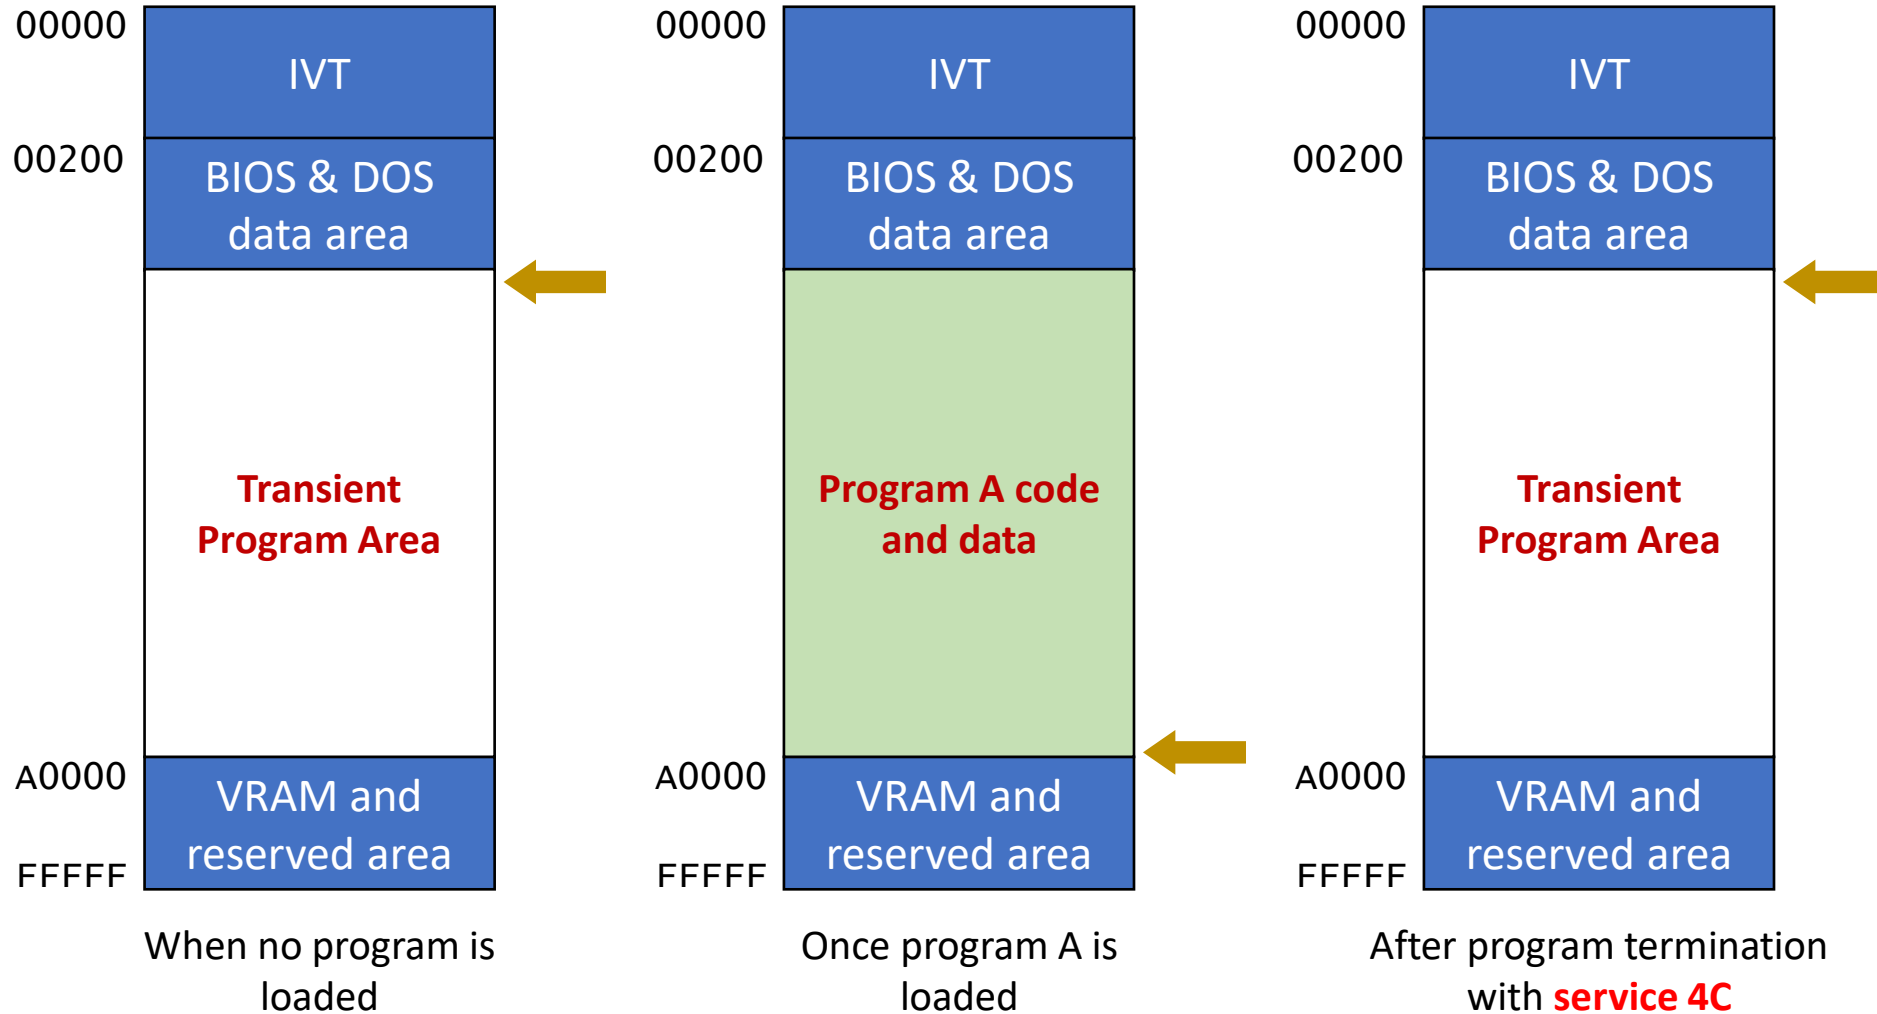 00000
IVT
00200
BIOS & DOS
data area
Transient
Program Area
A0000
VRAM and
reserved area
FFFFF
When no program is
loaded
00000
IVT
00200
BIOS & DOS
data area
Program A code
and data
A0000
VRAM and
reserved area
FFFFF
Once program A is
loaded
00000
IVT
00200
BIOS & DOS
data area
Transient
Program Area
A0000
VRAM and
reserved area
FFFFF
After program termination
with service 4C